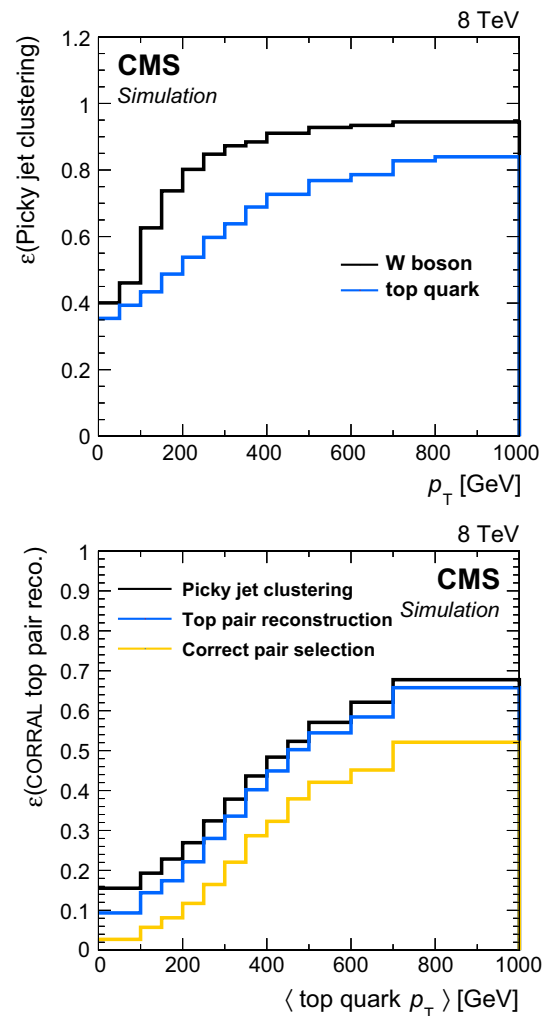 8 TeV
CMS
Simulation
ε(Picky jet clustering)
1.2
1
0.8
0.6
0.4
0.2
0
W boson
top quark
0 200 400 600 800 1000
p_T [GeV]
8 TeV
CMS
Simulation
ε(CORRAL top pair reco.)
1
0.9
0.8
0.7
0.6
0.5
0.4
0.3
0.2
0.1
0
Picky jet clustering
Top pair reconstruction
Correct pair selection
0 200 400 600 800 1000
⟨ top quark p_T ⟩ [GeV]